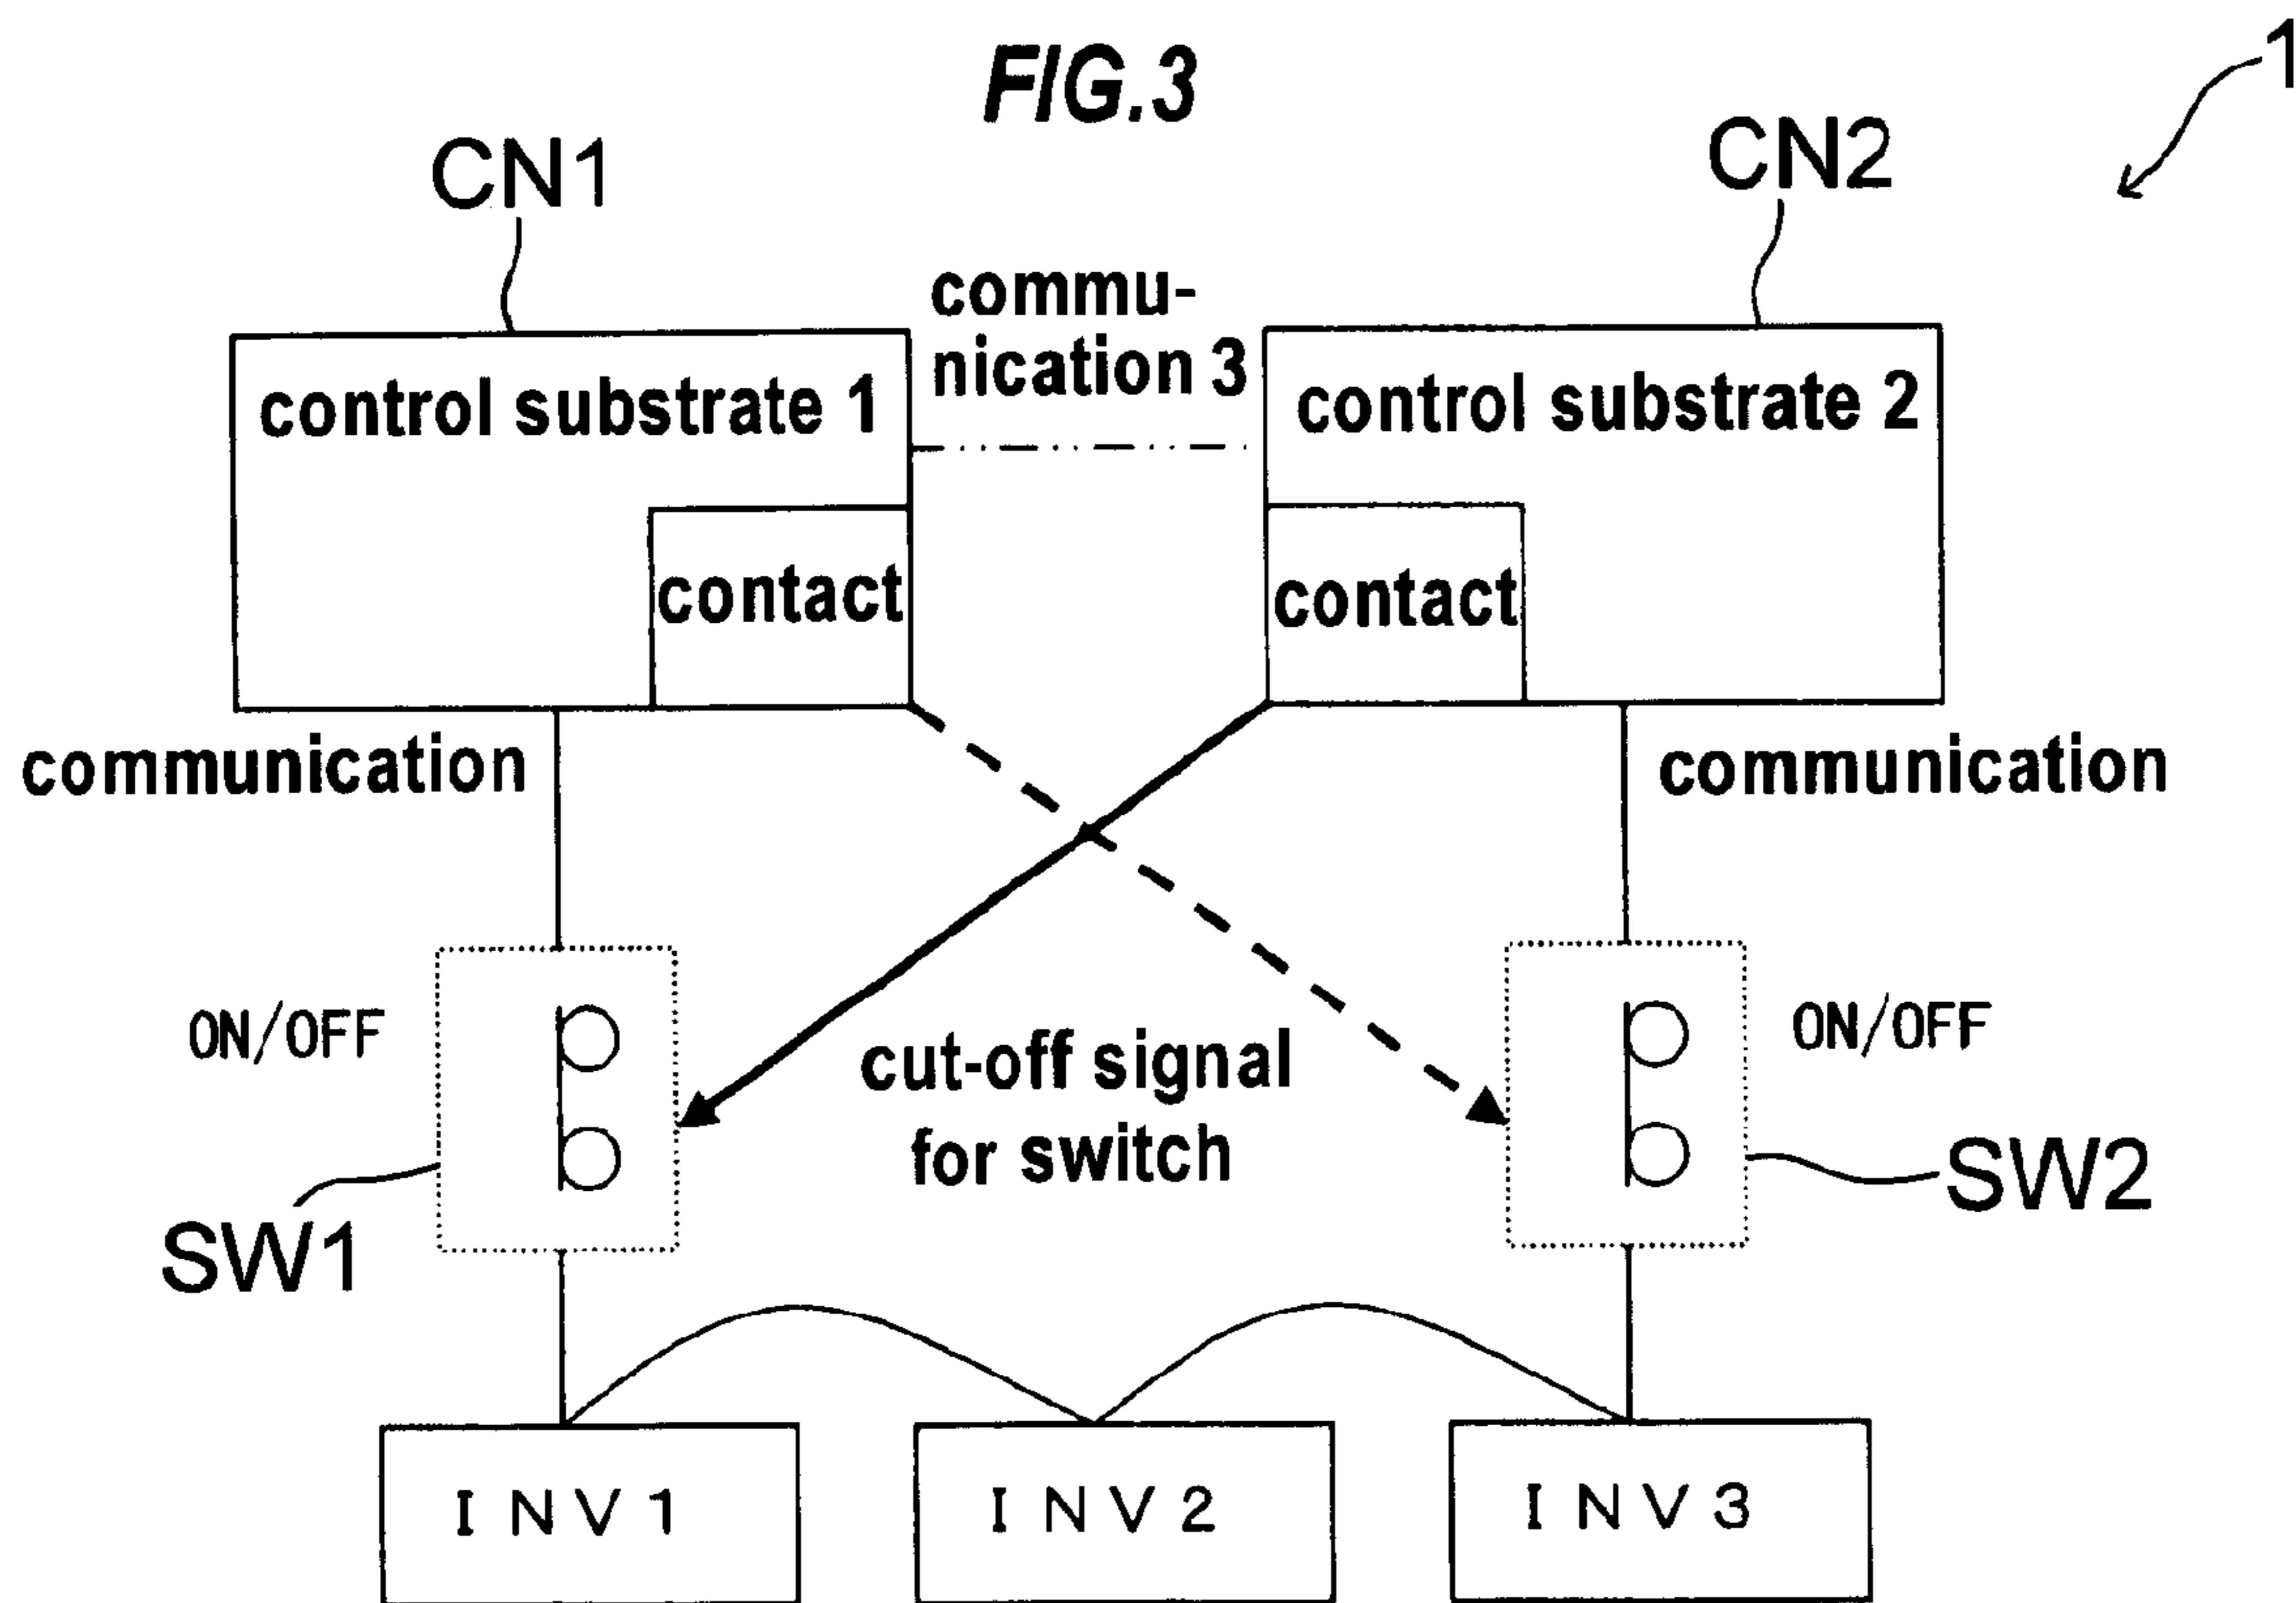 FIG.3
1
CN1
CN2
commu-
nication 3
control substrate 1
control substrate 2
contact
contact
communication
communication
ON/OFF
ON/OFF
cut-off signal
for switch
SW1
SW2
INV1
INV2
INV3